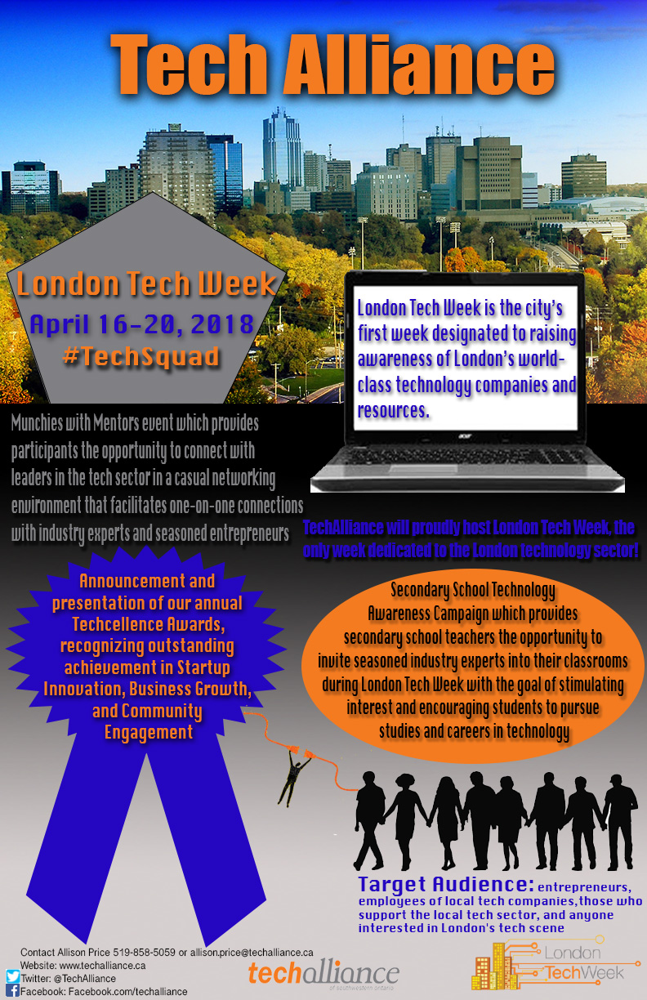 Tech Alliance
London Tech Week
April 16-20, 2018
#TechSquad
London Tech Week is the city's
first week designated to raising
awareness of London's world-
class technology companies and
resources.
acer
Munchies with Mentors event which provides
participants the opportunity to connect with
leaders in the tech sector in a casual networking
environment that facilitates one-on-one connections
with industry experts and seasoned entrepreneurs
TechAlliance will proudly host London Tech Week, the
only week dedicated to the London technology sector!
Announcement and
presentation of our annual
Techcellence Awards,
recognizing outstanding
achievement in Startup
Innovation, Business Growth,
and Community
Engagement
Secondary School Technology
Awareness Campaign which provides
secondary school teachers the opportunity to
invite seasoned industry experts into their classrooms
during London Tech Week with the goal of stimulating
interest and encouraging students to pursue
studies and careers in technology
Target Audience: entrepreneurs,
employees of local tech companies,those who
support the local tech sector, and anyone
interested in London's tech scene
Contact Allison Price 519-858-5059 or allison.price@techalliance.ca
Website: www.techalliance.ca
Twitter: @TechAlliance
Facebook: Facebook.com/techalliance
techalliance
of southwestern ontario
London
TechWeek